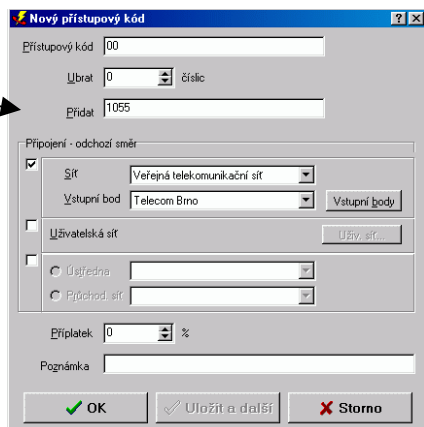 Nový přístupový kód
Přístupový kód 00
Ubrat 0 číslic
Přidat 1055
Připojení - odchozí směr
Síť Veřejná telekomunikační síť
Vstupní bod Telecom Brno Vstupní body
Uživatelská síť Uživ. síť...
Ústředna
Průchod. síť
Příplatek 0 %
Poznámka
OK Uložit a další Storno